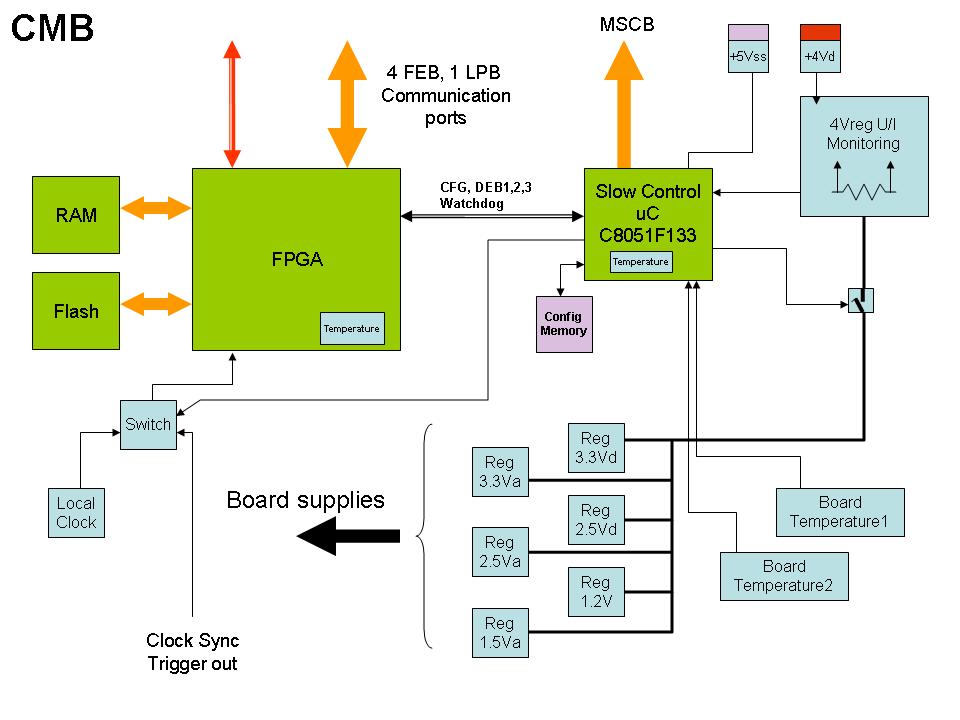 CMB
MSCB
+5Vss
+4Vd
4 FEB, 1 LPB
Communication
ports
4Vreg U/I
Monitoring
CFG, DEB1,2,3
Watchdog
Slow Control
uC
C8051F133
Temperature
RAM
FPGA
Flash
Temperature
Config
Memory
Switch
Reg
3.3Vd
Reg
3.3Va
Local
Clock
Board supplies
Reg
2.5Vd
Board
Temperature1
Reg
2.5Va
Board
Temperature2
Reg
1.2V
Reg
1.5Va
Clock Sync
Trigger out